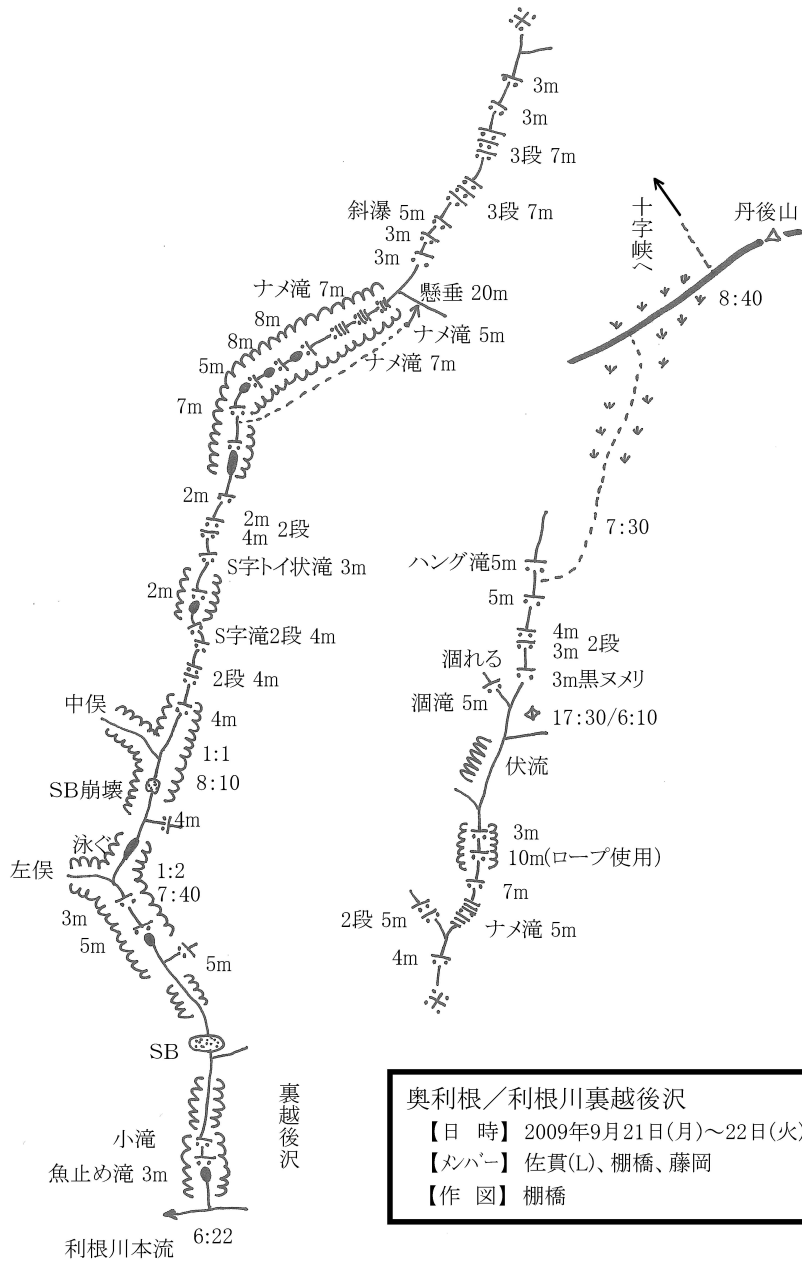 3m
3m
3段 7m
3段 7m
斜瀑 5m
3m
3m
懸垂 20m
ナメ滝 7m
ナメ滝 5m
ナメ滝 7m
8m
8m
5m
7m
2m
2m
4m 2段
S字トイ状滝 3m
2m
S字滝2段 4m
2段 4m
4m
中俣
1:1
8:10
SB崩壊
4m
泳ぐ
左俣
1:2
7:40
3m
5m
5m
SB
裏越後沢
小滝
魚止め滝 3m
6:22
利根川本流
丹後山
十字峡へ
8:40
7:30
ハング滝5m
5m
4m
3m 2段
涸れる
3m黒ヌメリ
涸滝 5m
17:30/6:10
伏流
3m
10m(ロープ使用)
7m
2段 5m
ナメ滝 5m
4m
奥利根／利根川裏越後沢
【日 時】 2009年9月21日(月)～22日(火)
【メンバー】 佐貫(L)、棚橋、藤岡
【作 図】 棚橋